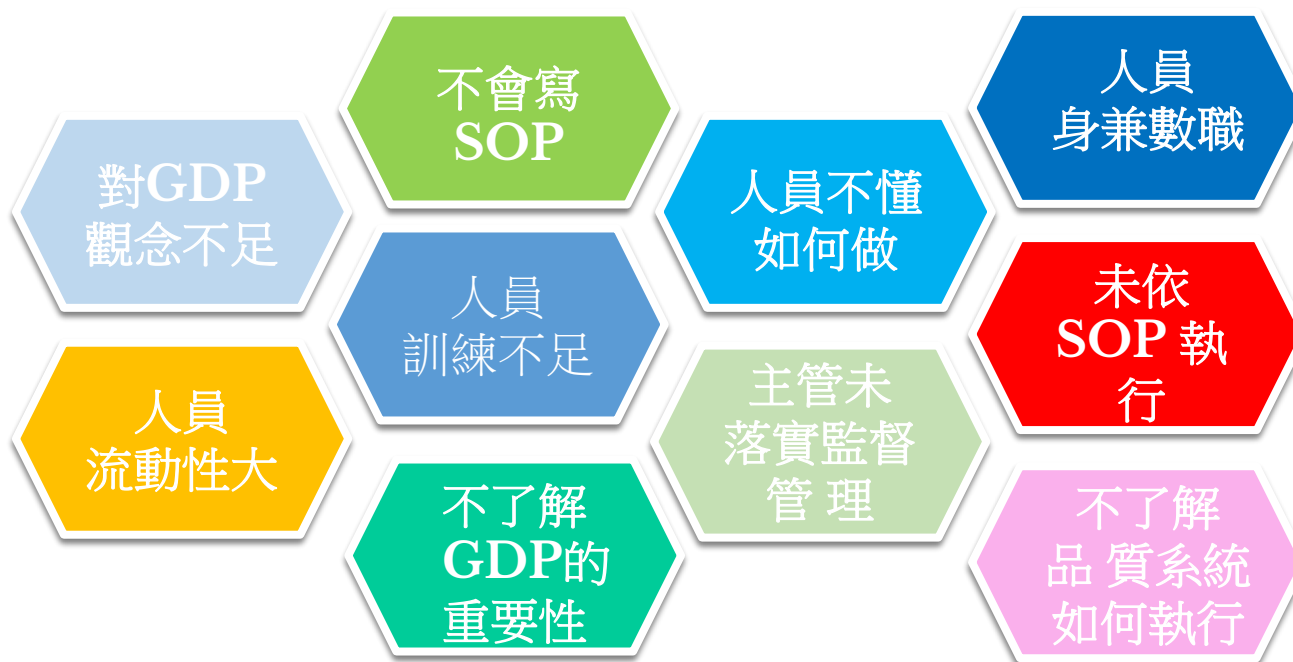 對GDP
觀念不足
人員
流動性大
不會寫
SOP
人員
訓練不足
不了解
GDP的
重要性
人員不懂
如何做
主管未
落實監督
管 理
人員
身兼數職
未依
SOP 執
行
不了解
品 質系統
如何執行